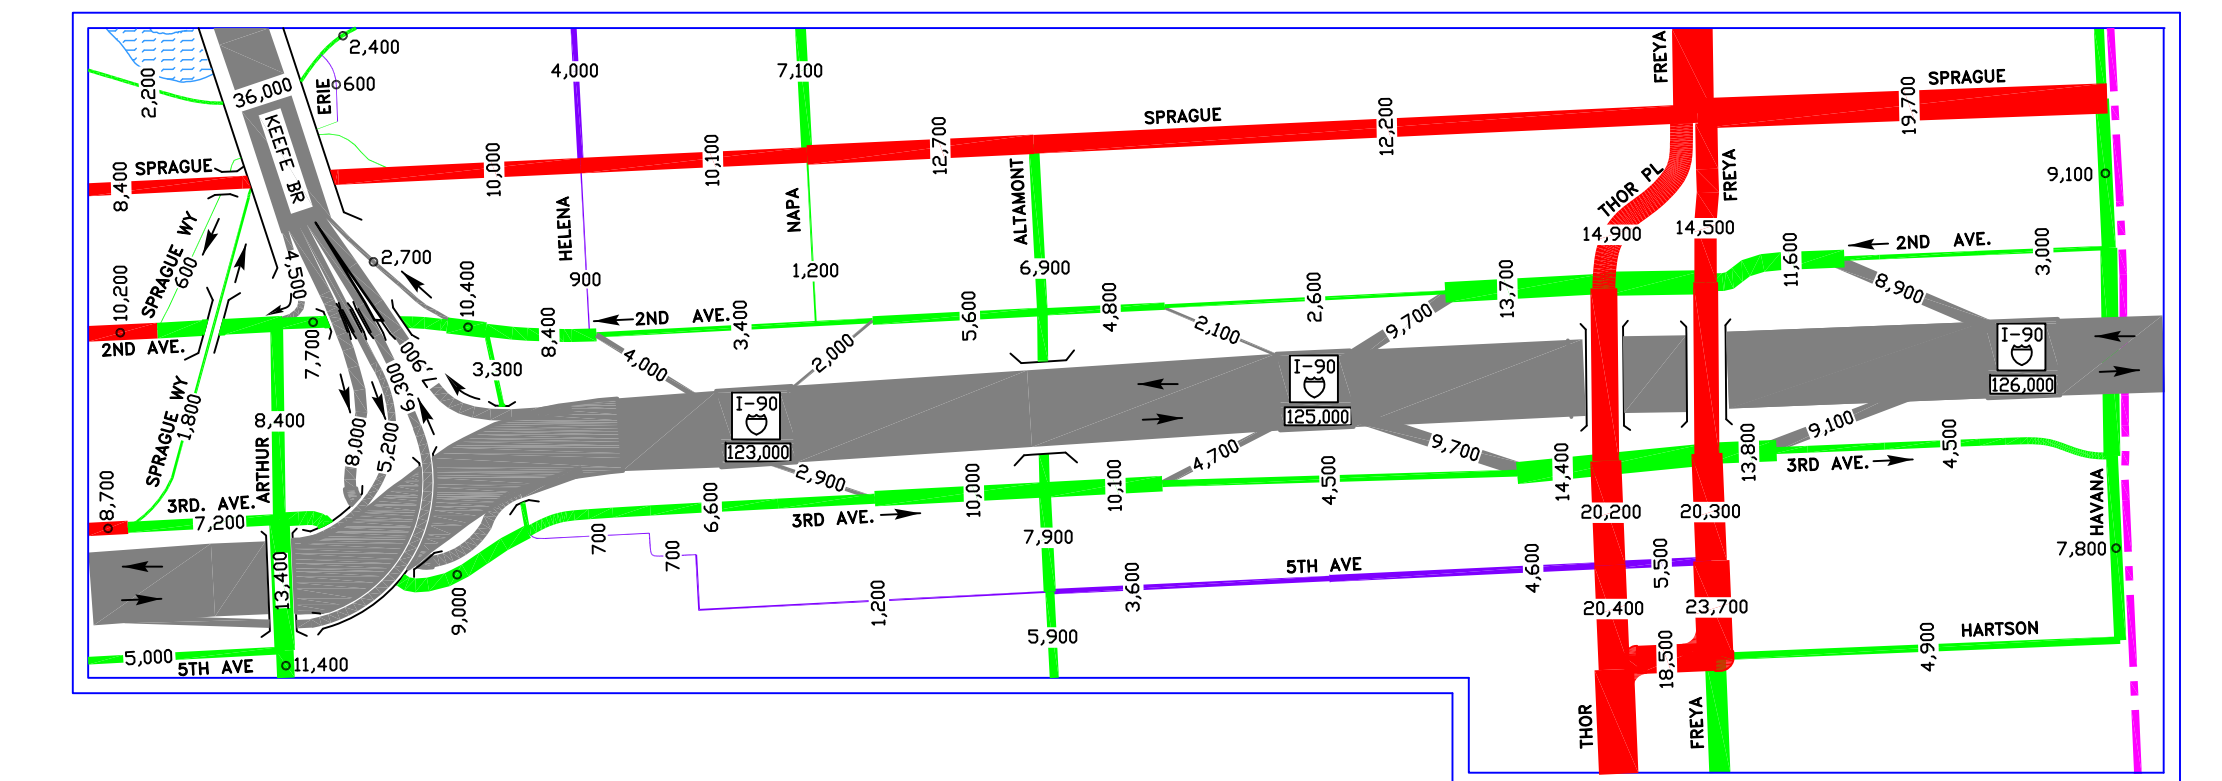 2,400
2,200
36,000
ERIE
600
4,000
7,100
FREYA
SPRAGUE
19,700
SPRAGUE
12,200
12,700
10,100
10,000
KEEFE BR
SPRAGUE
8,400
9,100
HELENA
NAPA
ALTAMONT
THOR PL
FREYA
SPRAGUE WY
600
4,500
2,700
900
1,200
6,900
14,900
14,500
2ND AVE.
3,000
11,600
8,900
10,200
2ND AVE.
7,700
10,400
8,400
2ND AVE.
3,400
5,600
4,800
2,100
2,600
9,700
13,700
7,900
6,300
3,300
4,000
2,000
I-90
123,000
I-90
125,000
I-90
126,000
SPRAGUE WY
1,800
8,400
ARTHUR
8,000
5,200
2,900
4,700
9,700
9,100
8,700
3RD. AVE.
7,200
6,600
3RD AVE.
10,000
10,100
4,500
14,400
13,800
3RD AVE.
4,500
HAVANA
20,200
20,300
13,400
9,000
700
700
1,200
7,900
3,600
5TH AVE
4,600
5,500
7,800
20,400
23,700
5,000
5TH AVE
11,400
5,900
18,500
4,900
HARTSON
THOR
FREYA